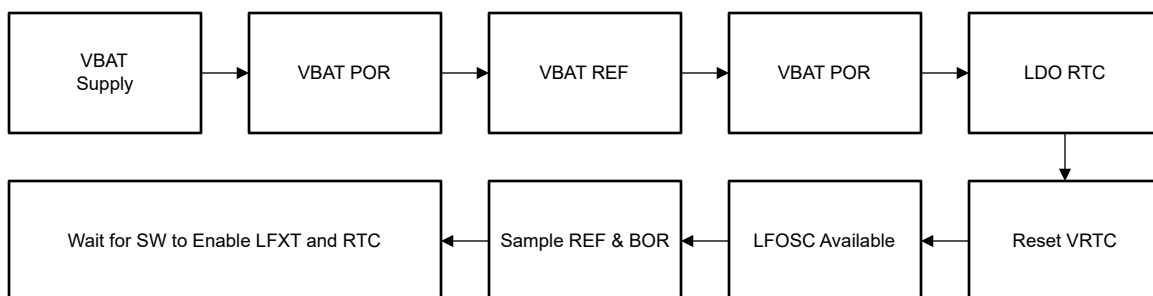 VBAT
Supply
VBAT POR
VBAT REF
VBAT POR
LDO RTC
Reset VRTC
LFOSC Available
Sample REF & BOR
Wait for SW to Enable LFXT and RTC